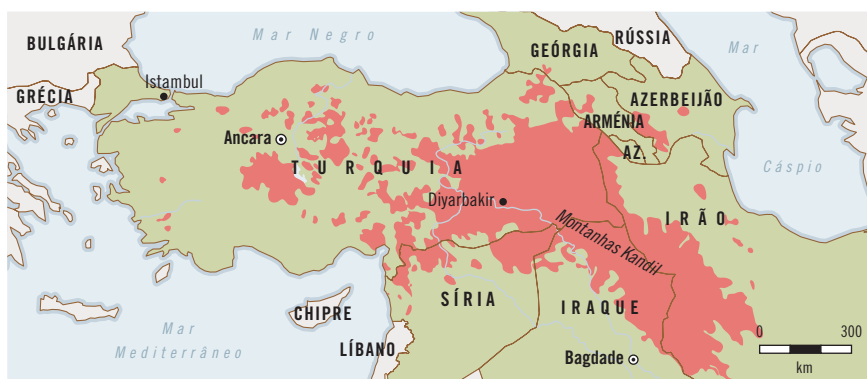 BULGÁRIA
Mar Negro
RÚSSIA
Mar
GEÓRGIA
Istambul
GRÉCIA
AZERBEIJÃO
Ancara
ARMÉNIA
AZ.
TURQUIA
Cáspio
Diyarbakir
IRÃO
Montanhas Kandil
SÍRIA
IRAQUE
CHIPRE
Mar
Mediterrâneo
LÍBANO
0 300
km
Bagdade